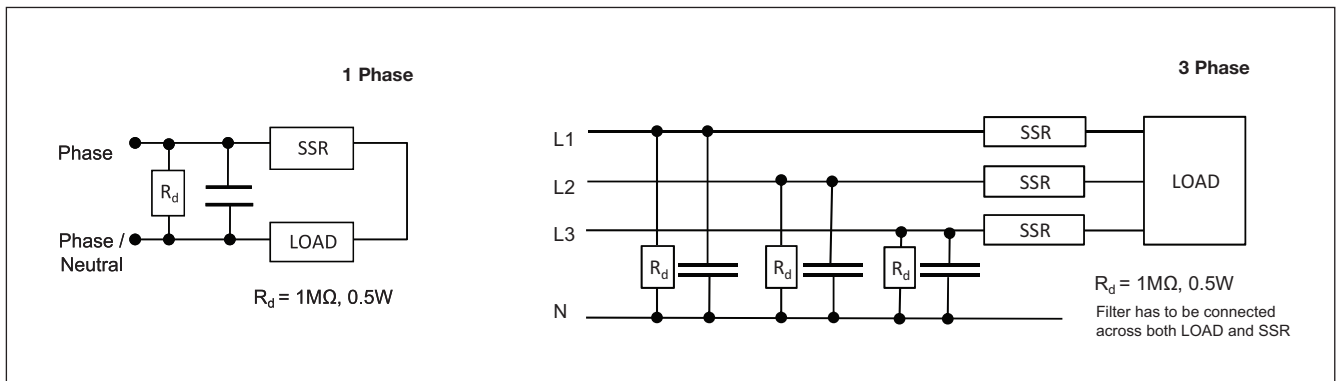 1 Phase
Phase
SSR
Rd
Phase /
Neutral
LOAD
Rd = 1MΩ, 0.5W
3 Phase
L1
SSR
L2
SSR
LOAD
L3
SSR
Rd
Rd
Rd
N
Rd = 1MΩ, 0.5W
Filter has to be connected
across both LOAD and SSR